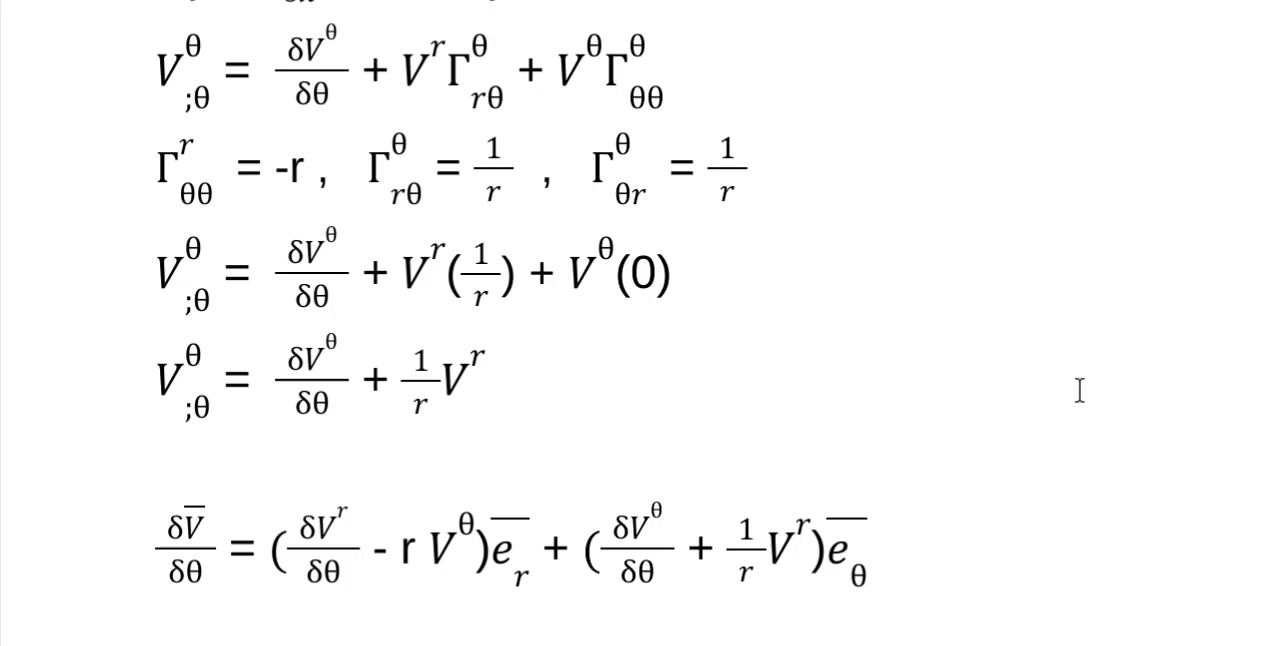 V^θ_;θ = δV^θ/δθ + V^r Γ^θ_rθ + V^θ Γ^θ_θθ
Γ^r_θθ = -r , Γ^θ_rθ = 1/r , Γ^θ_θr = 1/r
V^θ_;θ = δV^θ/δθ + V^r(1/r) + V^θ(0)
V^θ_;θ = δV^θ/δθ + 1/r V^r
δV̅/δθ = (δV^r/δθ - r V^θ)e̅_r + (δV^θ/δθ + 1/r V^r)e̅_θ